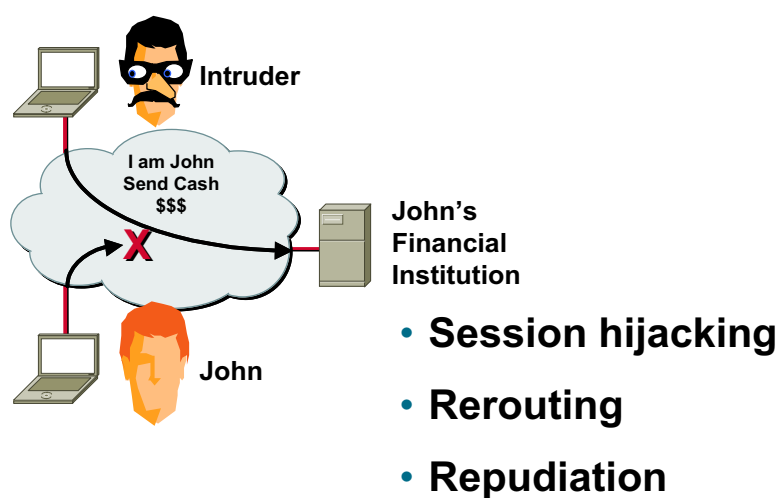 Intruder
I am John
Send Cash
$$$
X
John's
Financial
Institution
John
• Session hijacking
• Rerouting
• Repudiation